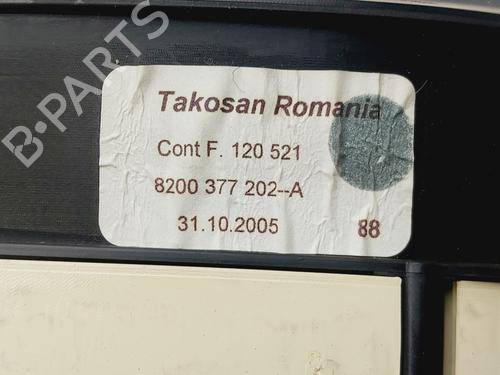 B-PARTS
Takosan Romania
Cont F. 120 521
8200 377 202--A
31.10.2005 88